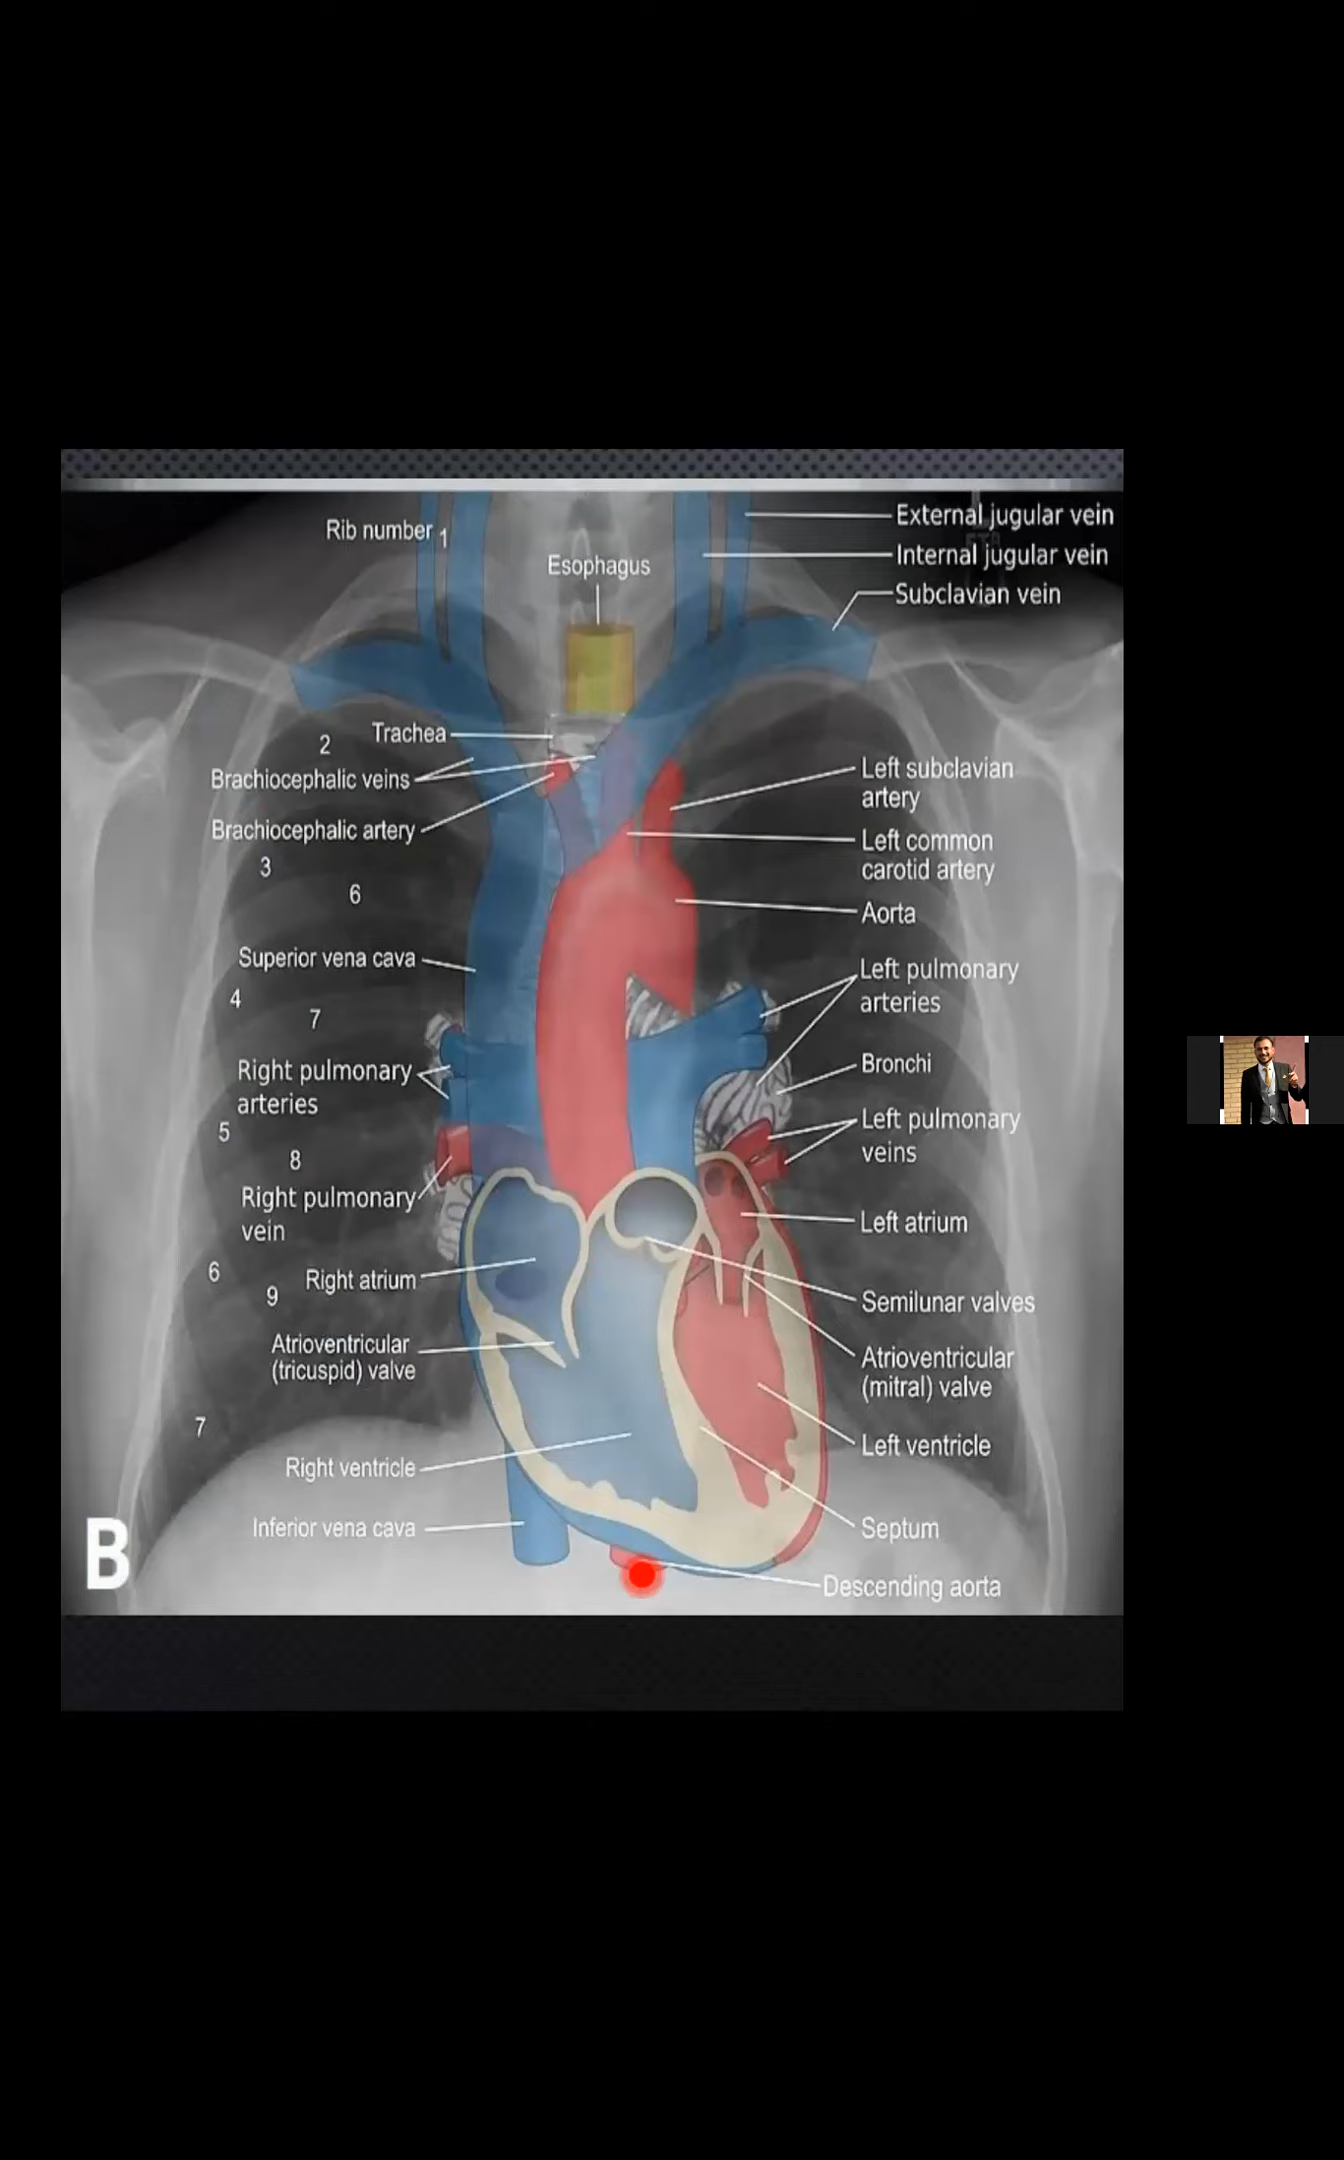 Rib number 1
Esophagus
External jugular vein
Internal jugular vein
Subclavian vein
2
Trachea
Brachiocephalic veins
Brachiocephalic artery
3
6
Superior vena cava
4
7
Right pulmonary
arteries
5
8
Right pulmonary
vein
6
9
Right atrium
Atrioventricular
(tricuspid) valve
7
Right ventricle
Inferior vena cava
B
Left subclavian
artery
Left common
carotid artery
Aorta
Left pulmonary
arteries
Bronchi
Left pulmonary
veins
Left atrium
Semilunar valves
Atrioventricular
(mitral) valve
Left ventricle
Septum
Descending aorta